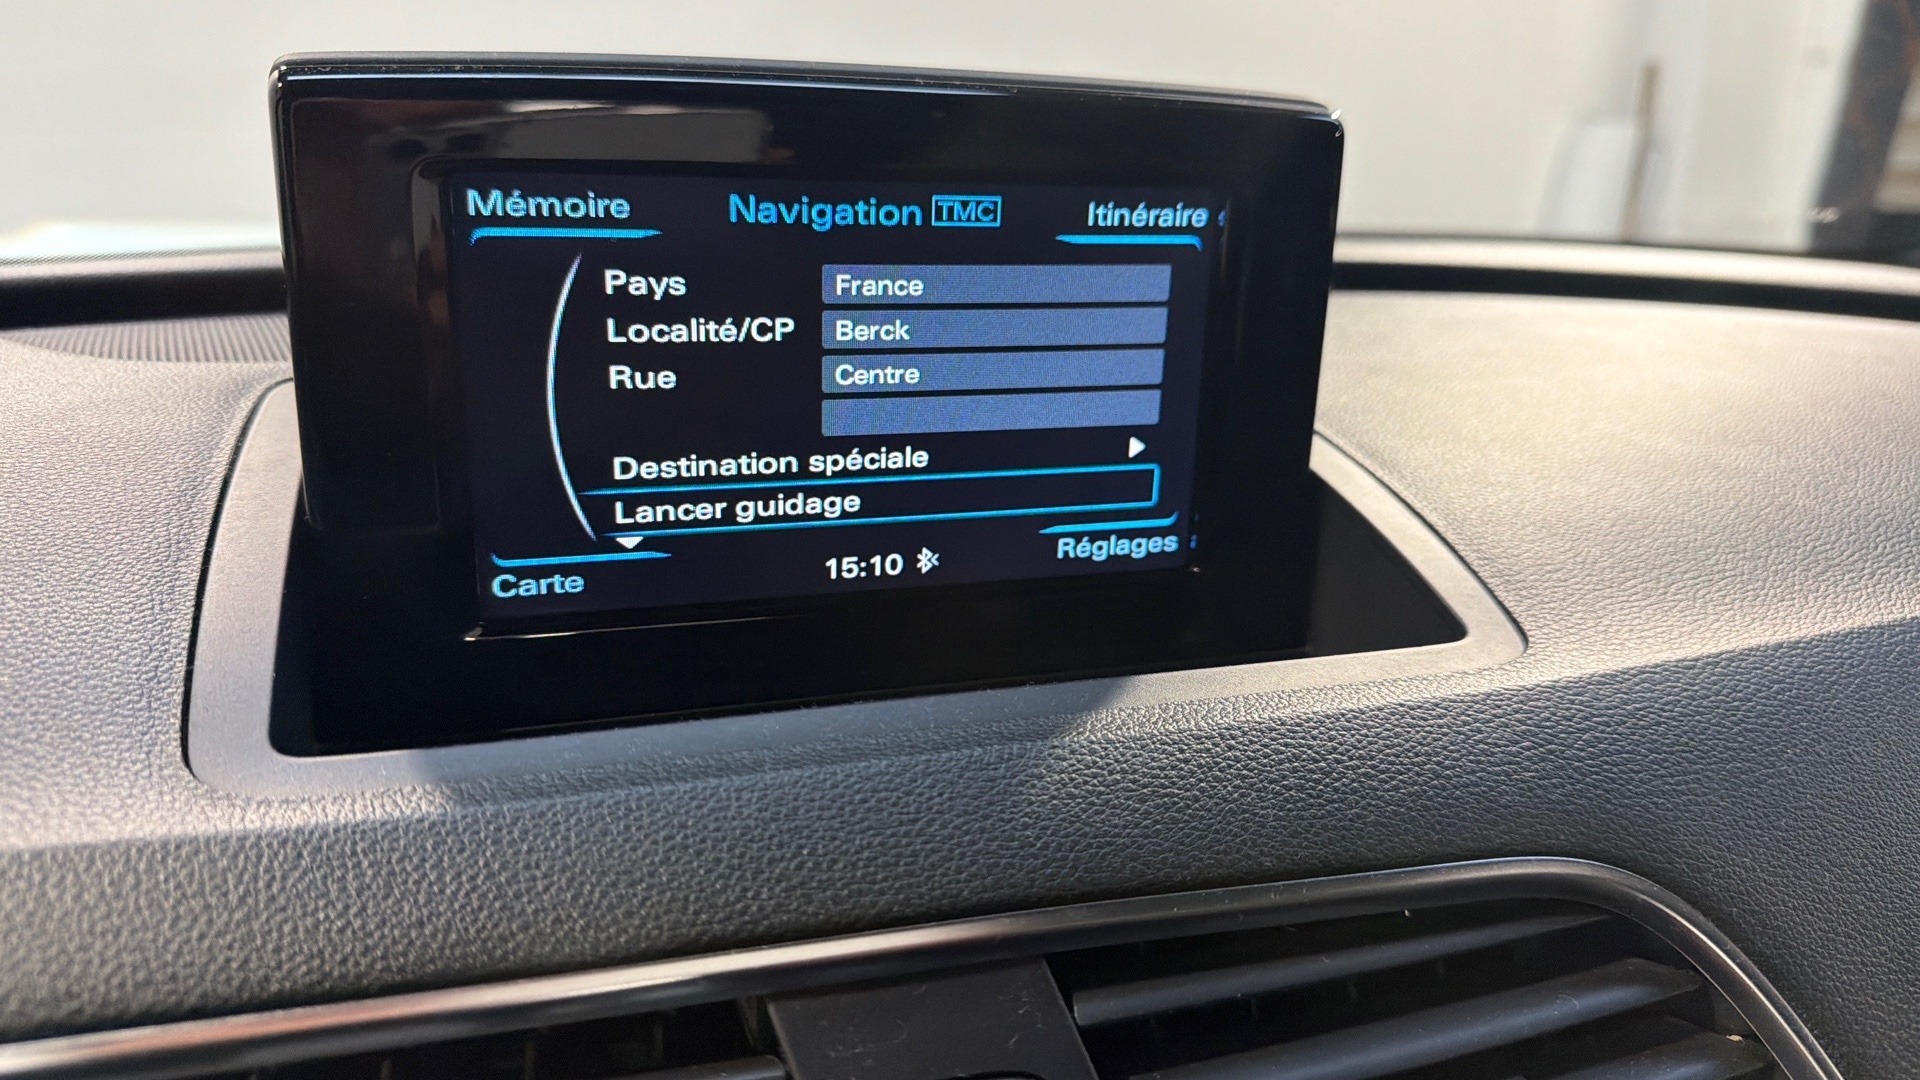 Mémoire
Navigation TMC
Itinéraire
Pays France
Localité/CP Berck
Rue Centre
Destination spéciale
Lancer guidage
Carte
15:10
Réglages